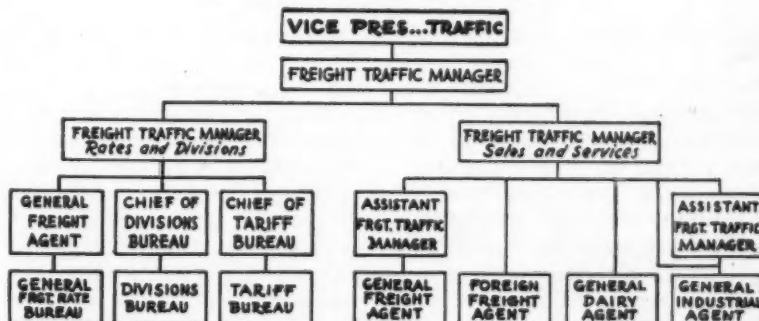 VICE PRES...TRAFFIC
FREIGHT TRAFFIC MANAGER
FREIGHT TRAFFIC MANAGER
Rates and Divisions
FREIGHT TRAFFIC MANAGER
Sales and Services
GENERAL
FREIGHT
AGENT
CHIEF OF
DIVISIONS
BUREAU
CHIEF OF
TARIFF
BUREAU
ASSISTANT
FRGT. TRAFFIC
MANAGER
ASSISTANT
FRGT. TRAFFIC
MANAGER
GENERAL
FRGT. RATE
BUREAU
DIVISIONS
BUREAU
TARIFF
BUREAU
GENERAL
FREIGHT
AGENT
FOREIGN
FREIGHT
AGENT
GENERAL
DAIRY
AGENT
GENERAL
INDUSTRIAL
AGENT